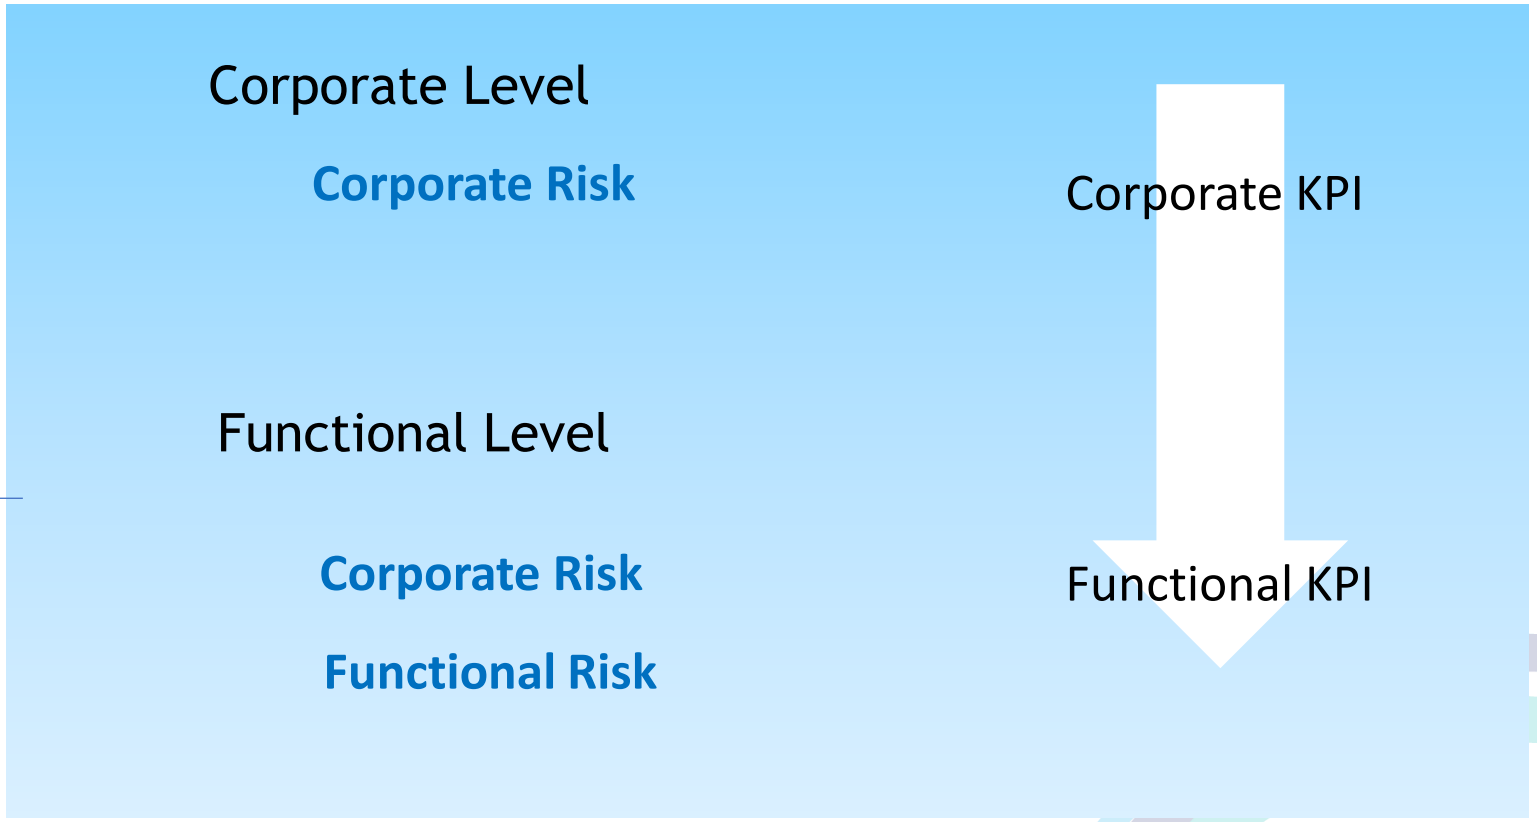 Corporate Level
Corporate Risk
Corporate KPI
Functional Level
Corporate Risk
Functional KPI
Functional Risk